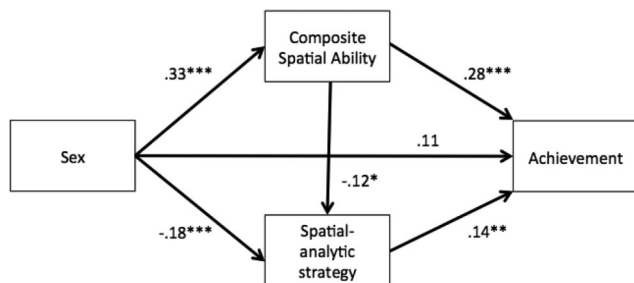 Composite
Spatial Ability
.33***
.28***
Sex
.11
Achievement
-.12*
-.18***
.14**
Spatial-
analytic
strategy